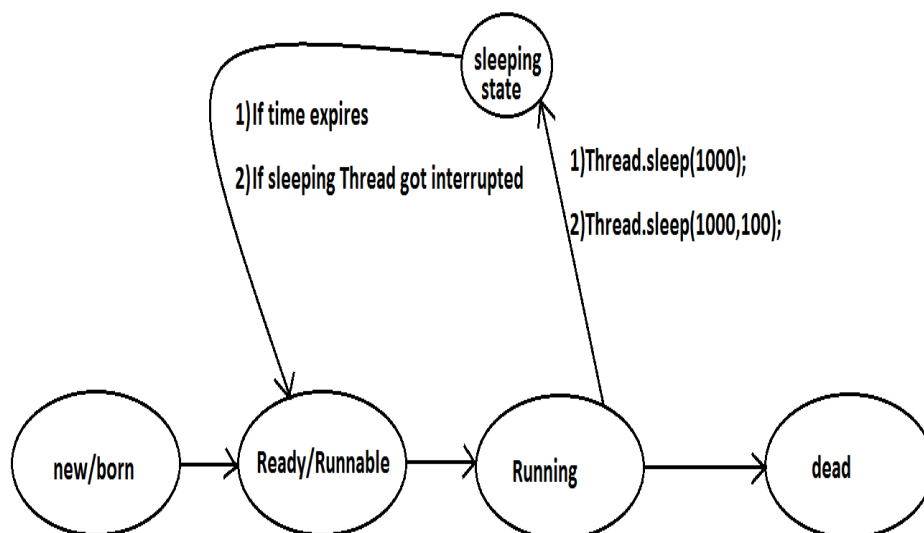 sleeping
state
1)If time expires
2)If sleeping Thread got interrupted
1)Thread.sleep(1000);
2)Thread.sleep(1000,100);
new/born
Ready/Runnable
Running
dead